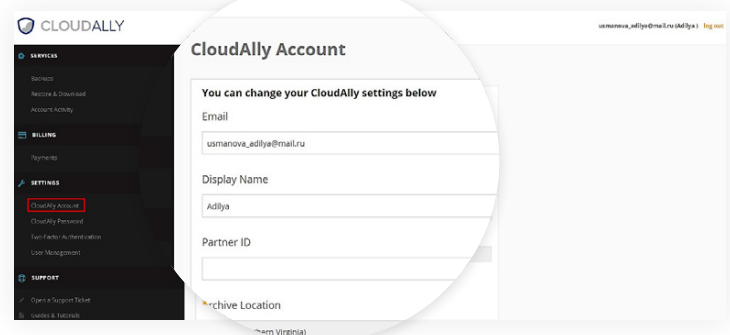 CLOUDALLY
usmanova_adilya@mail.ru (Adilya ) log out
SERVICES
Backups
Restore & Download
Account Activity
BILLING
Payments
SETTINGS
CloudAlly Account
CloudAlly Password
Two-Factor Authentication
User Management
SUPPORT
Open a Support Ticket
Guides & Tutorials
CloudAlly Account
You can change your CloudAlly settings below
Email
usmanova_adilya@mail.ru
Display Name
Adilya
Partner ID
Archive Location
Virginia)